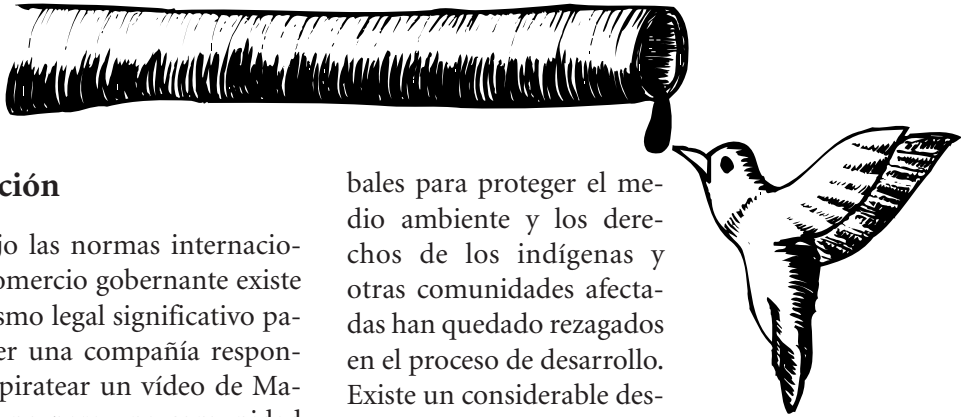 ción
jo las normas internacio-
omercio gobernante existe
smo legal significativo pa-
er una compañía respon-
piratear un vídeo de Ma-
bales para proteger el me-
dio ambiente y los dere-
chos de los indígenas y
otras comunidades afecta-
das han quedado rezagados
en el proceso de desarrollo.
Existe un considerable des-